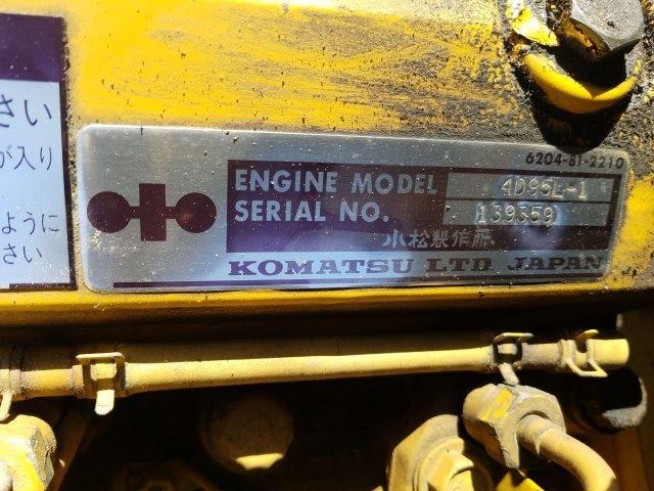 さい
が入り
ように
さい
6204-81-2210
ENGINE MODEL 4D95L-1
SERIAL NO. 139359
小松製作所
KOMATSU LTD JAPAN